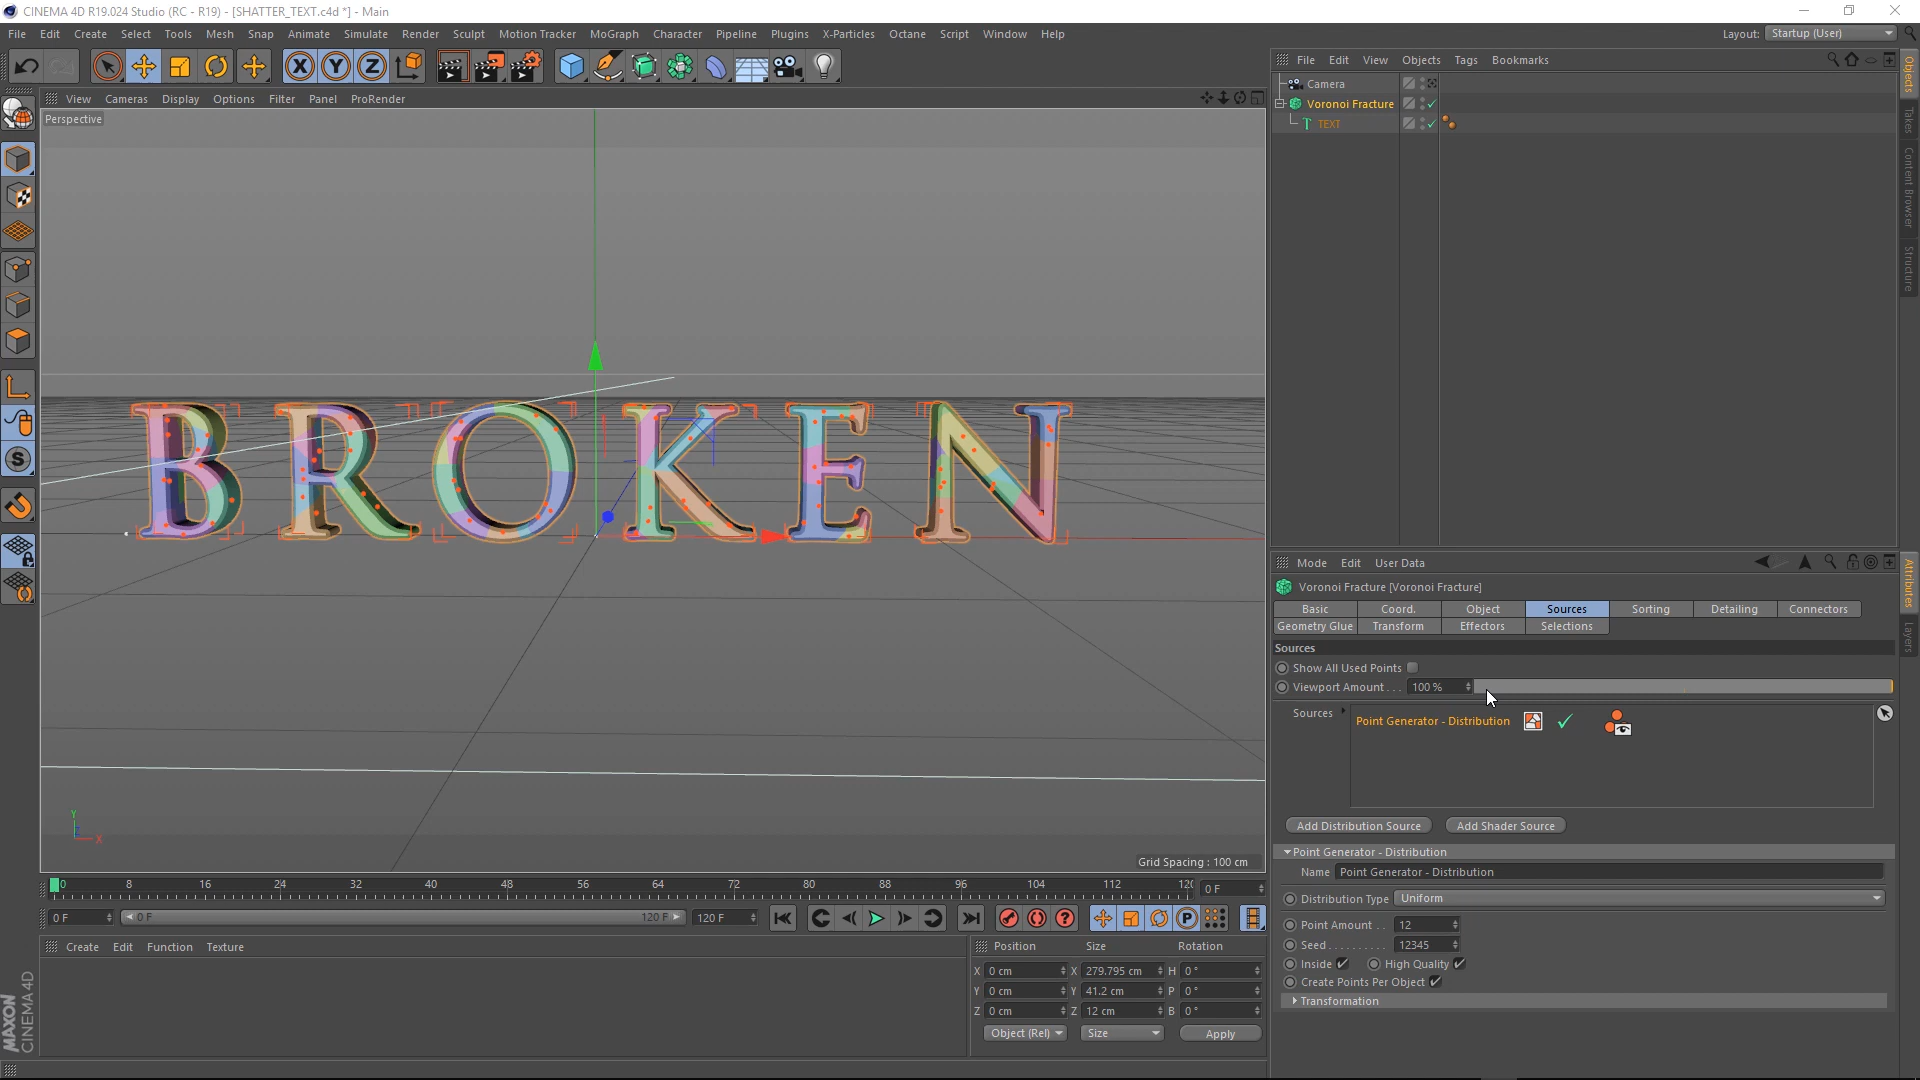 CINEMA 4D R19.024 Studio (RC - R19) - [SHATTER_TEXT.c4d *] - Main
File Edit Create Select Tools Mesh Snap Animate Simulate Render Sculpt Motion Tracker MoGraph Character Pipeline Plugins X-Particles Octane Script Window Help
Layout: Startup (User)
File Edit View Objects Tags Bookmarks
View Cameras Display Options Filter Panel ProRender
Perspective
Camera
Voronoi Fracture
TEXT
Objects
Takes
Content Browser
Structure
BROKEN
Y
Z
X
Grid Spacing : 100 cm
Mode Edit User Data
Attributes
Layers
Voronoi Fracture [Voronoi Fracture]
Basic Coord. Object Sources Sorting Detailing Connectors
Geometry Glue Transform Effectors Selections
Sources
Show All Used Points
Viewport Amount . . . 100 %
Sources
Point Generator - Distribution
Add Distribution Source Add Shader Source
Point Generator - Distribution
Name Point Generator - Distribution
Distribution Type Uniform
Point Amount . . 12
Seed . . . . . . . . . . 12345
Inside High Quality
Create Points Per Object
Transformation
0 8 16 24 32 40 48 56 64 72 80 88 96 104 112 120
0 F
0 F 0 F 120 F 120 F
Create Edit Function Texture
Position Size Rotation
X 0 cm X 279.795 cm H 0 °
Y 0 cm Y 41.2 cm P 0 °
Z 0 cm Z 12 cm B 0 °
Object (Rel) Size Apply
MAXON
CINEMA 4D